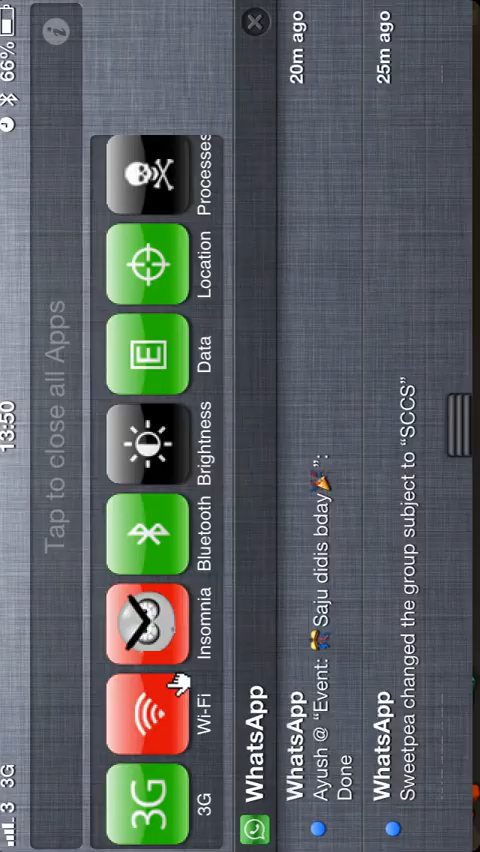 3 3G 13:50 66%
Tap to close all Apps
3G Wi-Fi Insomnia Bluetooth Brightness Data Location Processes
WhatsApp
WhatsApp 20m ago
Ayush @ “Event: Saju didis bday”:
Done
WhatsApp 25m ago
Sweetpea changed the group subject to “SCCS”